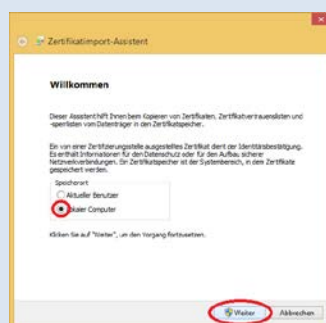 Zertifikatimport-Assistent
Willkommen
Dieser Assistent hilft Ihnen beim Kopieren von Zertifikaten, Zertifikatvertrauenslisten und
-sperrlisten vom Datenträger in den Zertifikatspeicher.
Ein von einer Zertifizierungsstelle ausgestelltes Zertifikat dient der Identitätsbestätigung.
Es enthält Informationen für den Datenschutz oder für den Aufbau sicherer
Netzwerkverbindungen. Ein Zertifikatspeicher ist der Systembereich, in dem Zertifikate
gespeichert werden.
Speicherort
Aktueller Benutzer
Lokaler Computer
Klicken Sie auf "Weiter", um den Vorgang fortzusetzen.
Weiter
Abbrechen